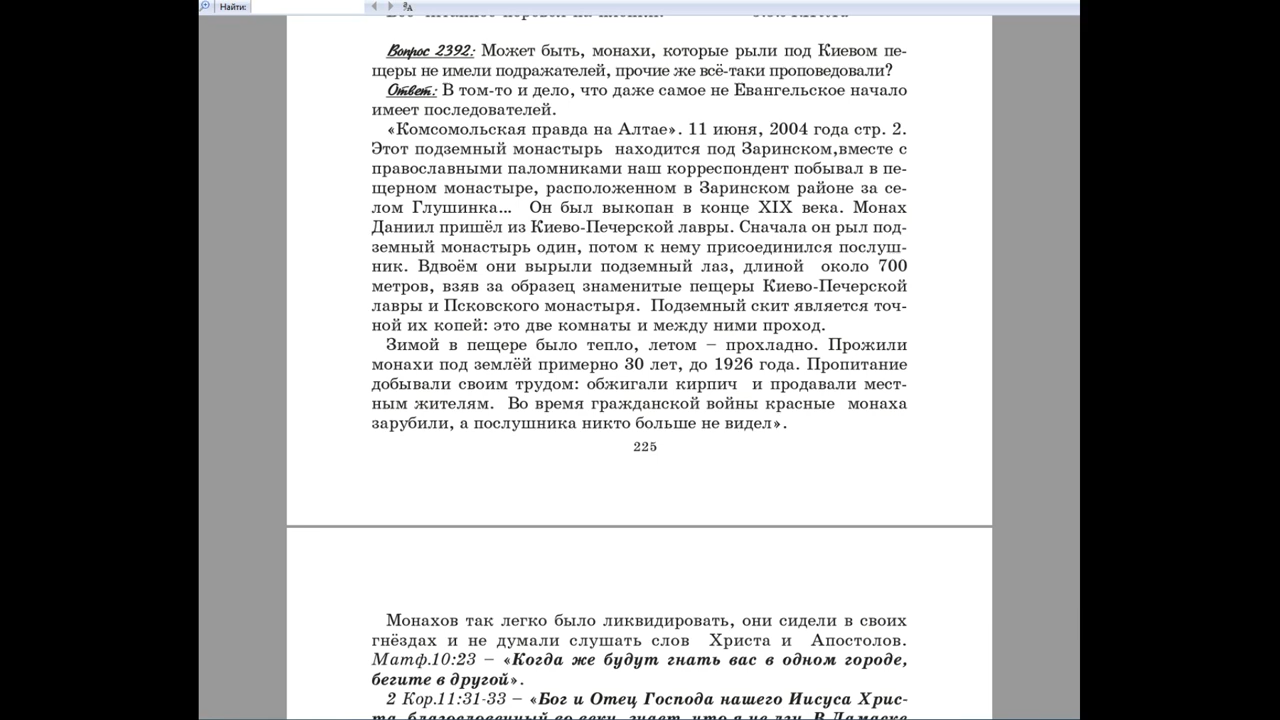 Найти:
Вопрос 2392: Может быть, монахи, которые рыли под Киевом пе-
щеры не имели подражателей, прочие же всё-таки проповедовали?
Ответ: В том-то и дело, что даже самое не Евангельское начало
имеет последователей.
«Комсомольская правда на Алтае». 11 июня, 2004 года стр. 2.
Этот подземный монастырь находится под Заринском,вместе с
православными паломниками наш корреспондент побывал в пе-
щерном монастыре, расположенном в Заринском районе за се-
лом Глушинка... Он был выкопан в конце XIX века. Монах
Даниил пришёл из Киево-Печерской лавры. Сначала он рыл под-
земный монастырь один, потом к нему присоединился послуш-
ник. Вдвоём они вырыли подземный лаз, длиной около 700
метров, взяв за образец знаменитые пещеры Киево-Печерской
лавры и Псковского монастыря. Подземный скит является точ-
ной их копей: это две комнаты и между ними проход.
Зимой в пещере было тепло, летом – прохладно. Прожили
монахи под землёй примерно 30 лет, до 1926 года. Пропитание
добывали своим трудом: обжигали кирпич и продавали мест-
ным жителям. Во время гражданской войны красные монаха
зарубили, а послушника никто больше не видел».
225
Монахов так легко было ликвидировать, они сидели в своих
гнёздах и не думали слушать слов Христа и Апостолов.
Матф.10:23 – «Когда же будут гнать вас в одном городе,
бегите в другой».
2 Кор.11:31-33 – «Бог и Отец Господа нашего Иисуса Хрис-
та, благословенный во веки, знает, что я не лгу. В Дамаске